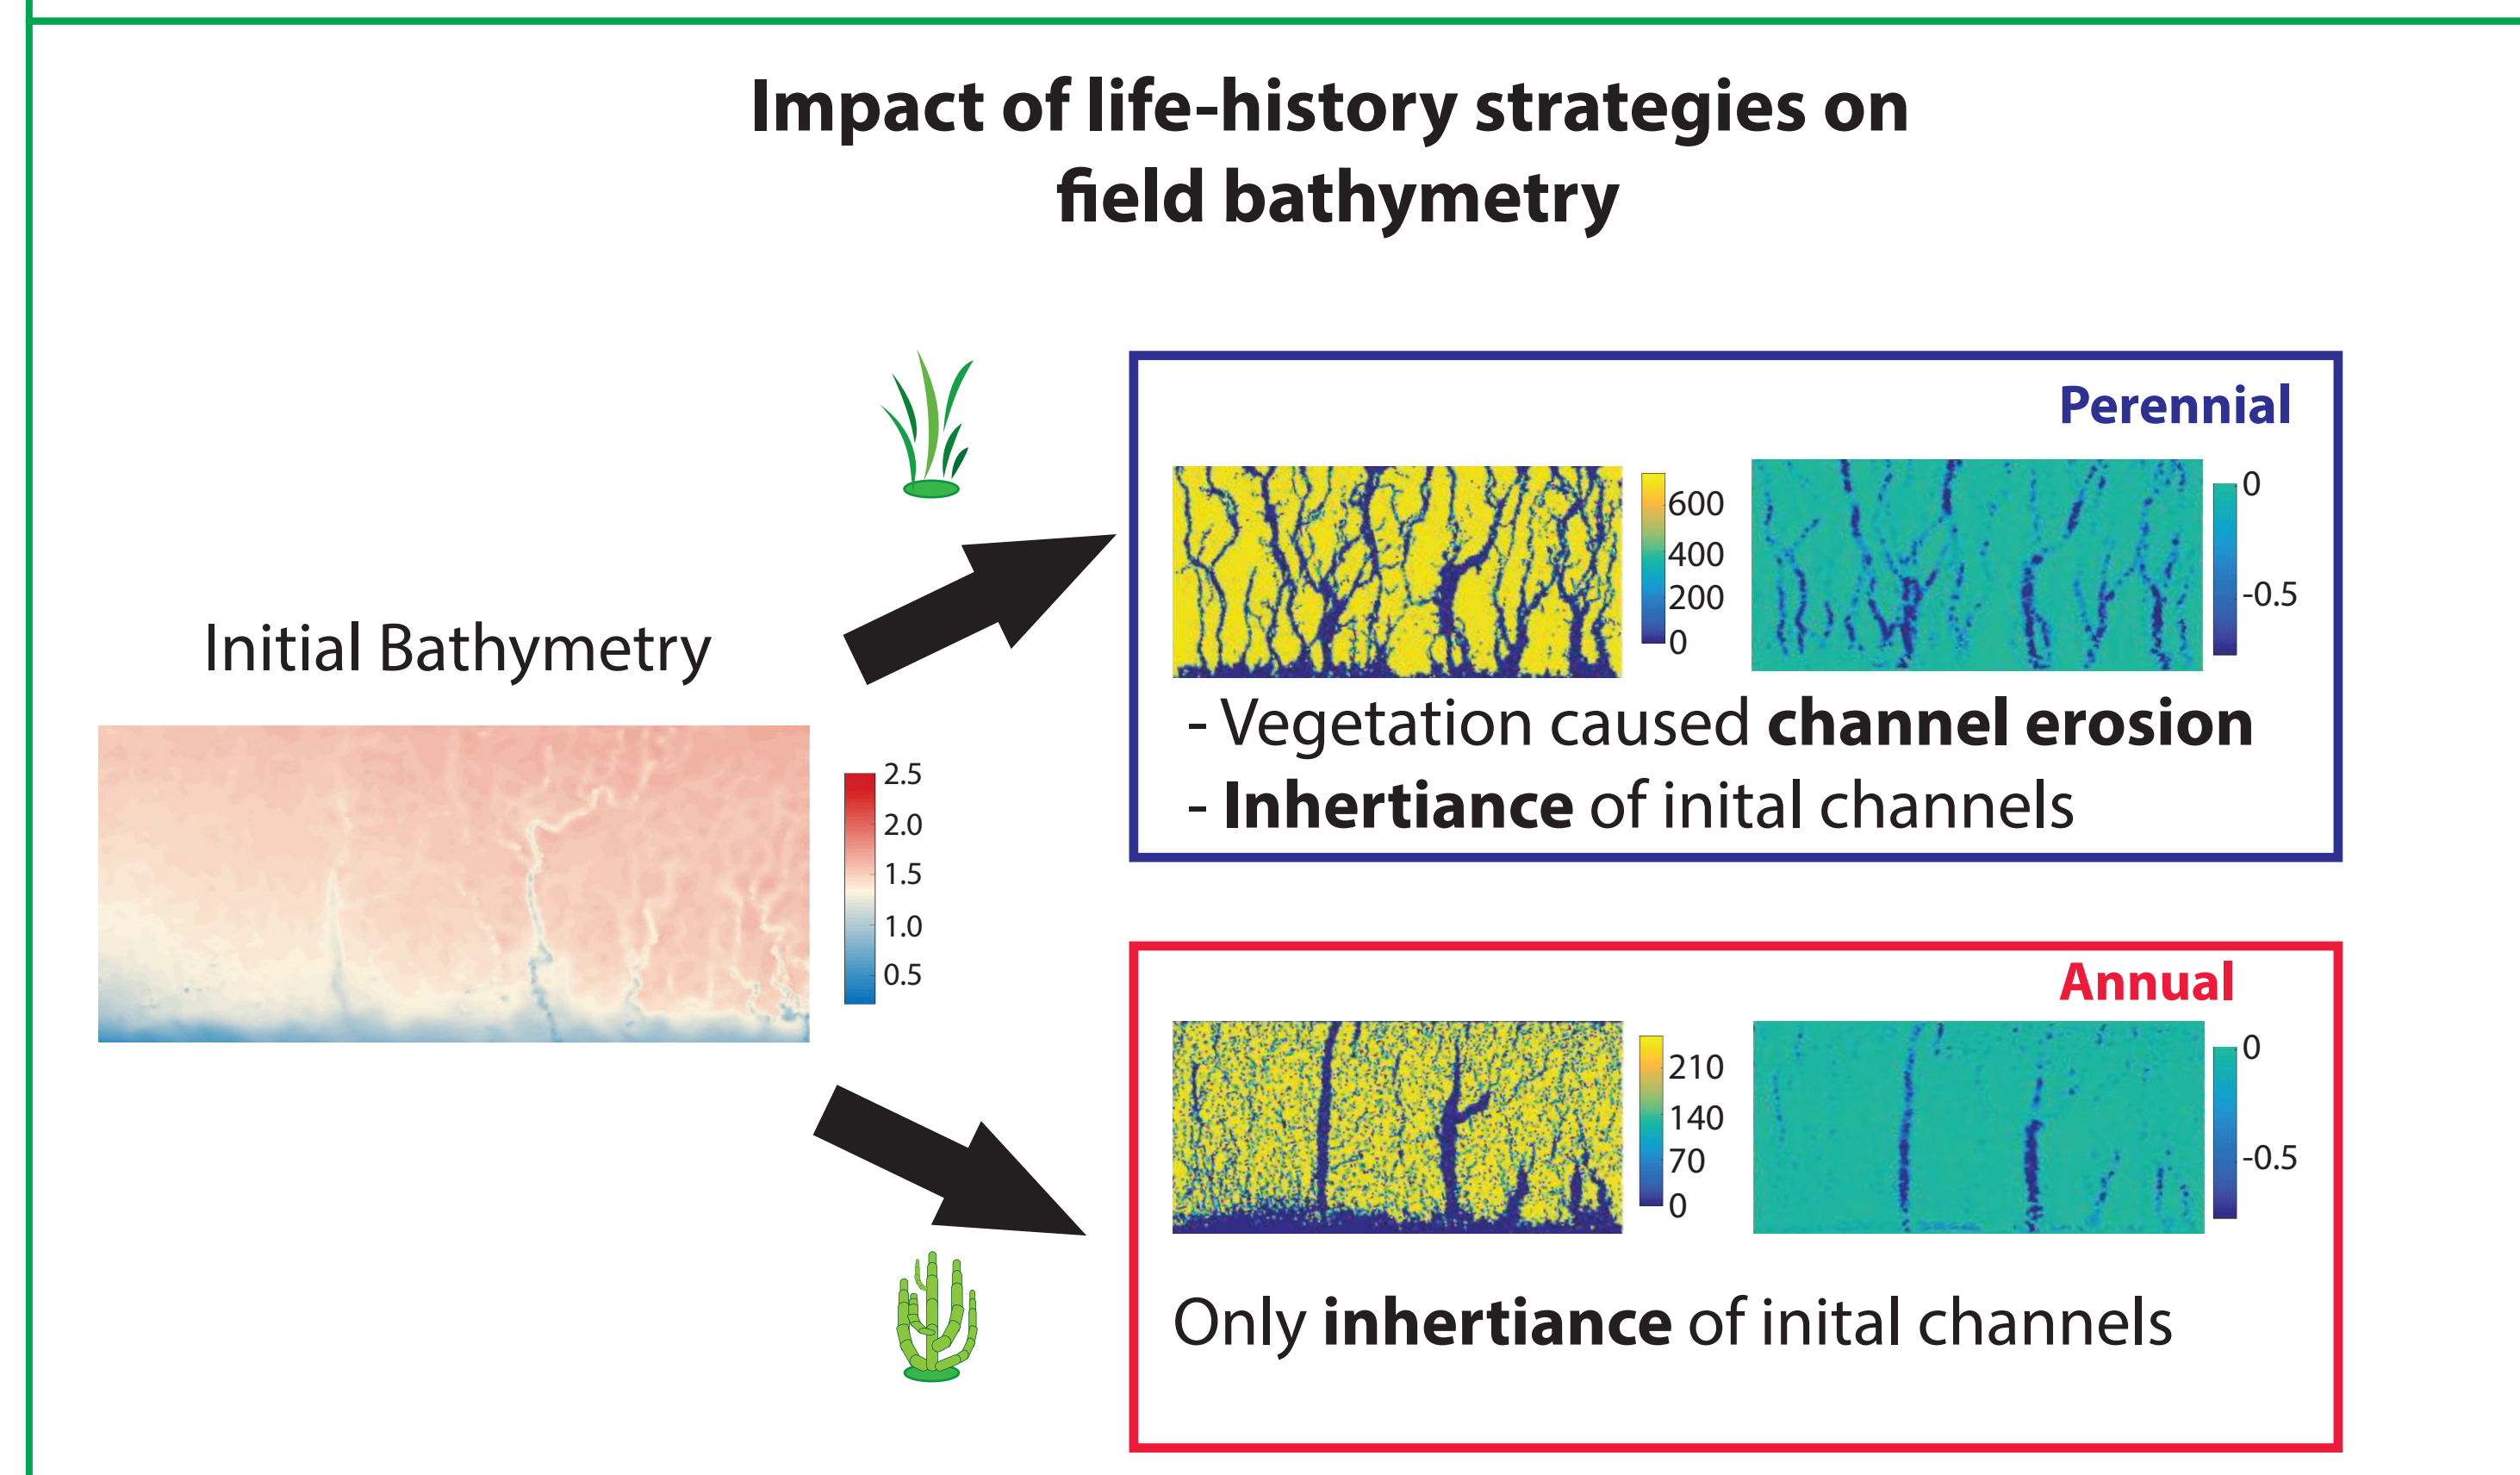 Impact of life-history strategies on
field bathymetry
Initial Bathymetry
2.5
2.0
1.5
1.0
0.5
Perennial
600
400
200
0
0
-0.5
- Vegetation caused channel erosion
- Inhertiance of inital channels
Annual
210
140
70
0
0
-0.5
Only inhertiance of inital channels